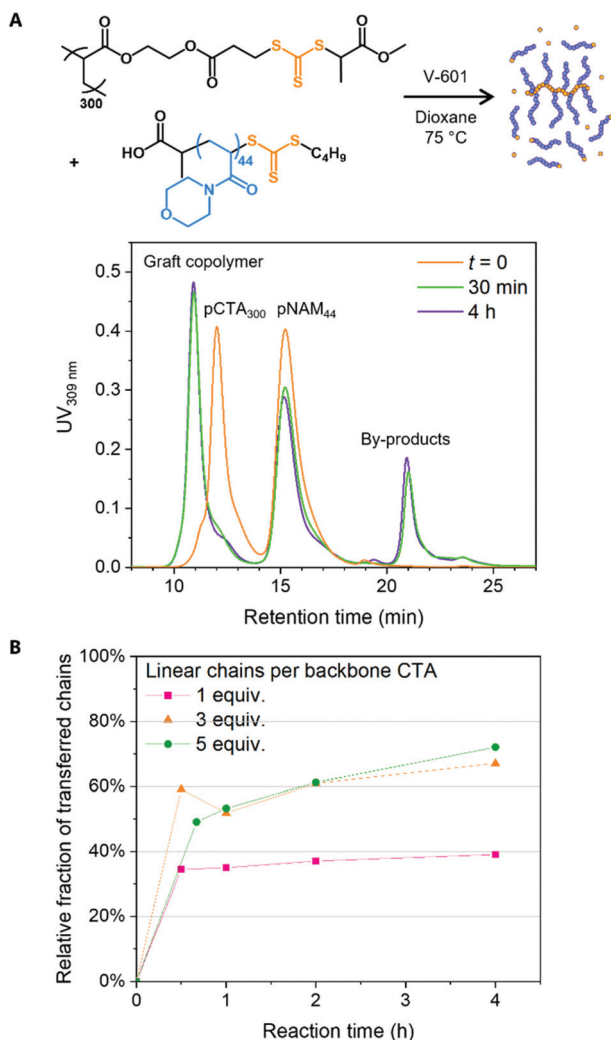 A
O
O
O
O
S
S
S
O
O
300
V-601
Dioxane
75 °C
+
O
HO
44
S
S
S
C₄H₉
N
O
O
Graft copolymer
pCTA₃₀₀
pNAM₄₄
By-products
t = 0
30 min
4 h
0.5
0.4
0.3
0.2
0.1
0.0
UV₃₀₉ ₙₘ
10
15
20
25
Retention time (min)
B
Linear chains per backbone CTA
1 equiv.
3 equiv.
5 equiv.
100%
80%
60%
40%
20%
0%
Relative fraction of transferred chains
0
1
2
3
4
Reaction time (h)